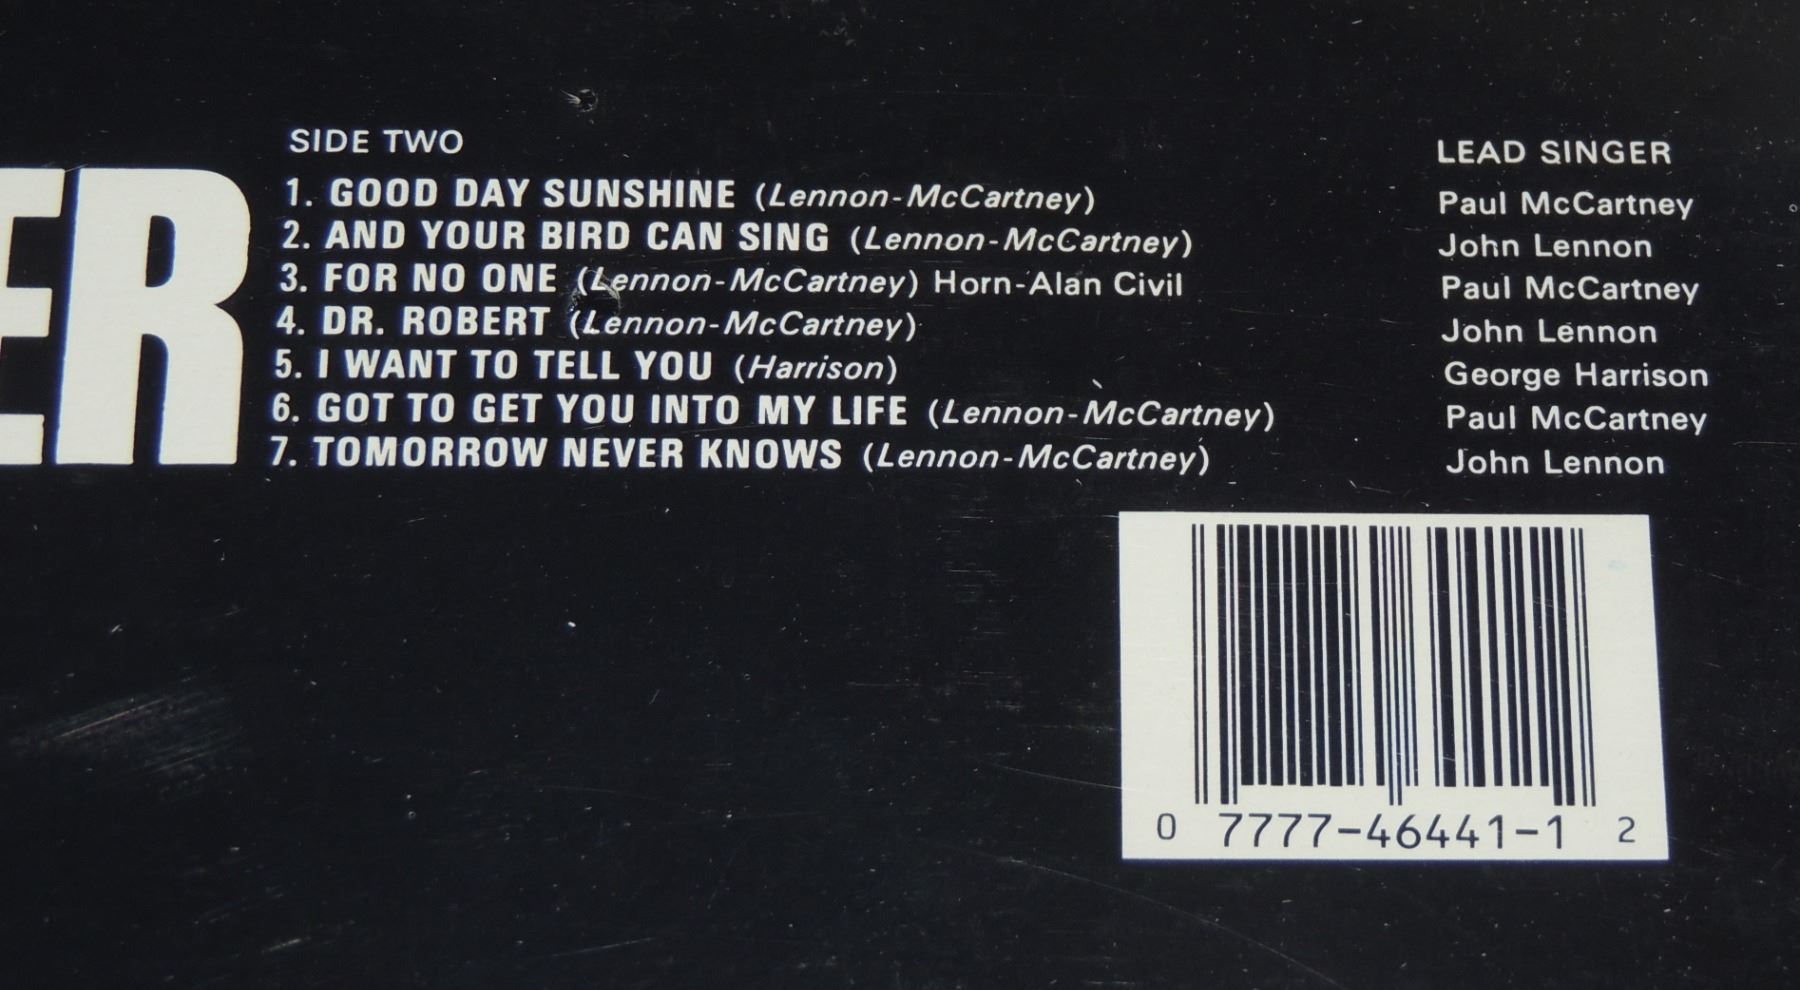 ER
SIDE TWO
1. GOOD DAY SUNSHINE (Lennon-McCartney)
2. AND YOUR BIRD CAN SING (Lennon-McCartney)
3. FOR NO ONE (Lennon-McCartney) Horn-Alan Civil
4. DR. ROBERT (Lennon-McCartney)
5. I WANT TO TELL YOU (Harrison)
6. GOT TO GET YOU INTO MY LIFE (Lennon-McCartney)
7. TOMORROW NEVER KNOWS (Lennon-McCartney)
LEAD SINGER
Paul McCartney
John Lennon
Paul McCartney
John Lennon
George Harrison
Paul McCartney
John Lennon
0 7777-46441-1 2